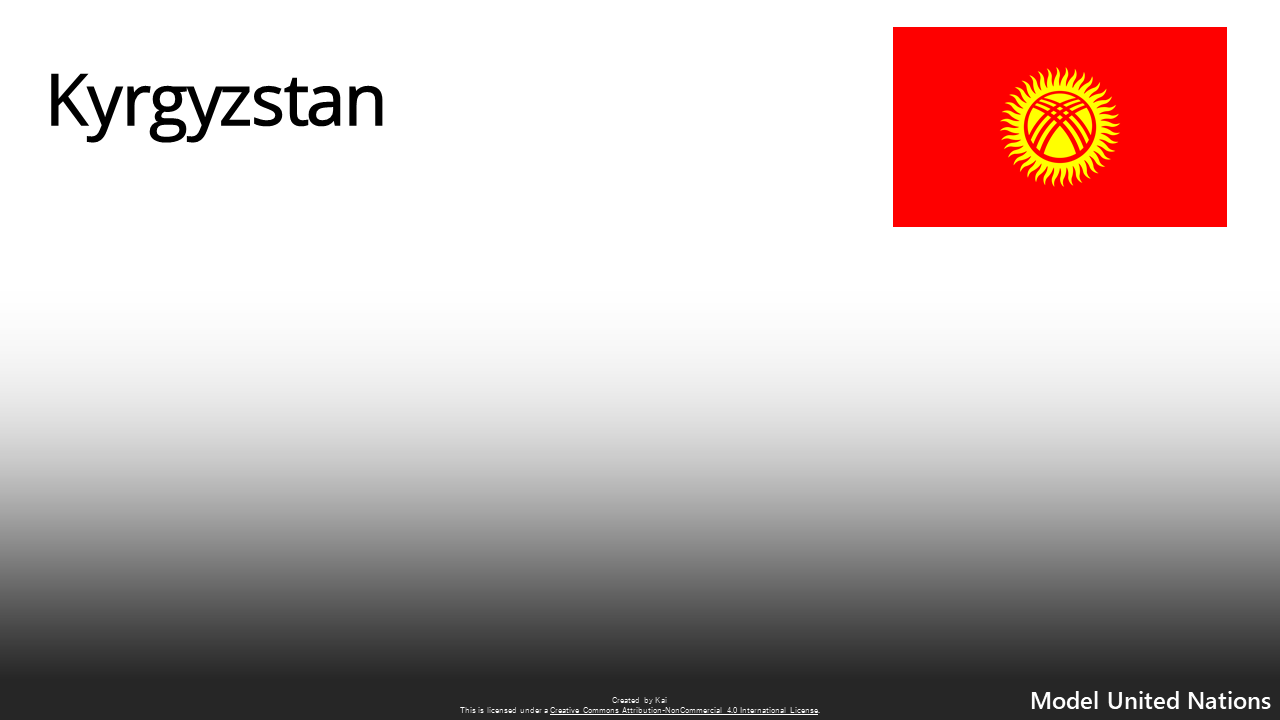 Kyrgyzstan
Created by Kai
This is licensed under a Creative Commons Attribution-NonCommercial 4.0 International License.
Model United Nations